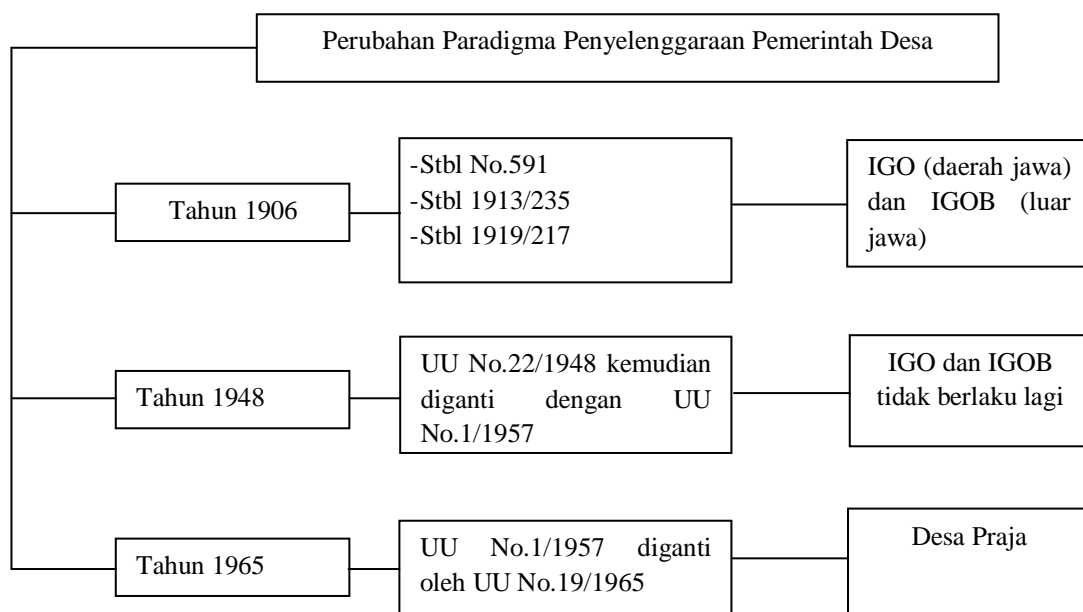 Perubahan Paradigma Penyelenggaraan Pemerintah Desa
Tahun 1906
-Stbl No.591
-Stbl 1913/235
-Stbl 1919/217
IGO (daerah jawa)
dan IGOB (luar
jawa)
Tahun 1948
UU No.22/1948 kemudian
diganti dengan UU
No.1/1957
IGO dan IGOB
tidak berlaku lagi
Tahun 1965
UU No.1/1957 diganti
oleh UU No.19/1965
Desa Praja